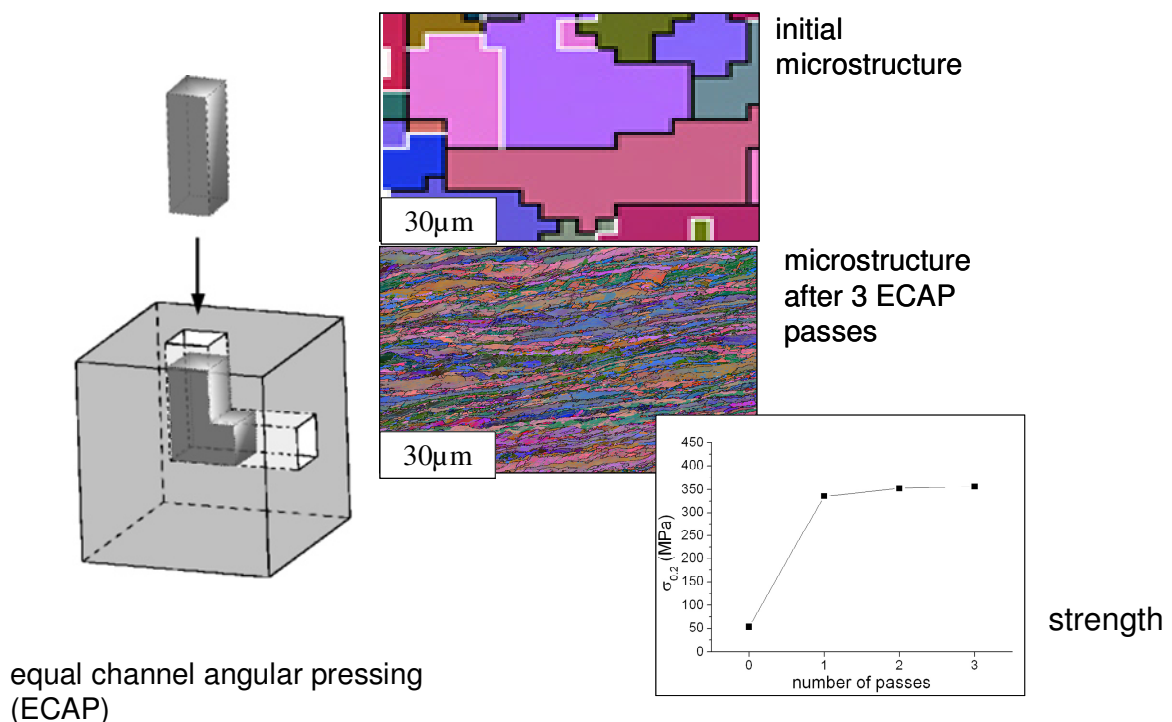 initial
microstructure
30µm
microstructure
after 3 ECAP
passes
30µm
450
400
350
300
250
200
150
100
50
0
σ0.2 (MPa)
0 1 2 3
number of passes
strength
equal channel angular pressing
(ECAP)